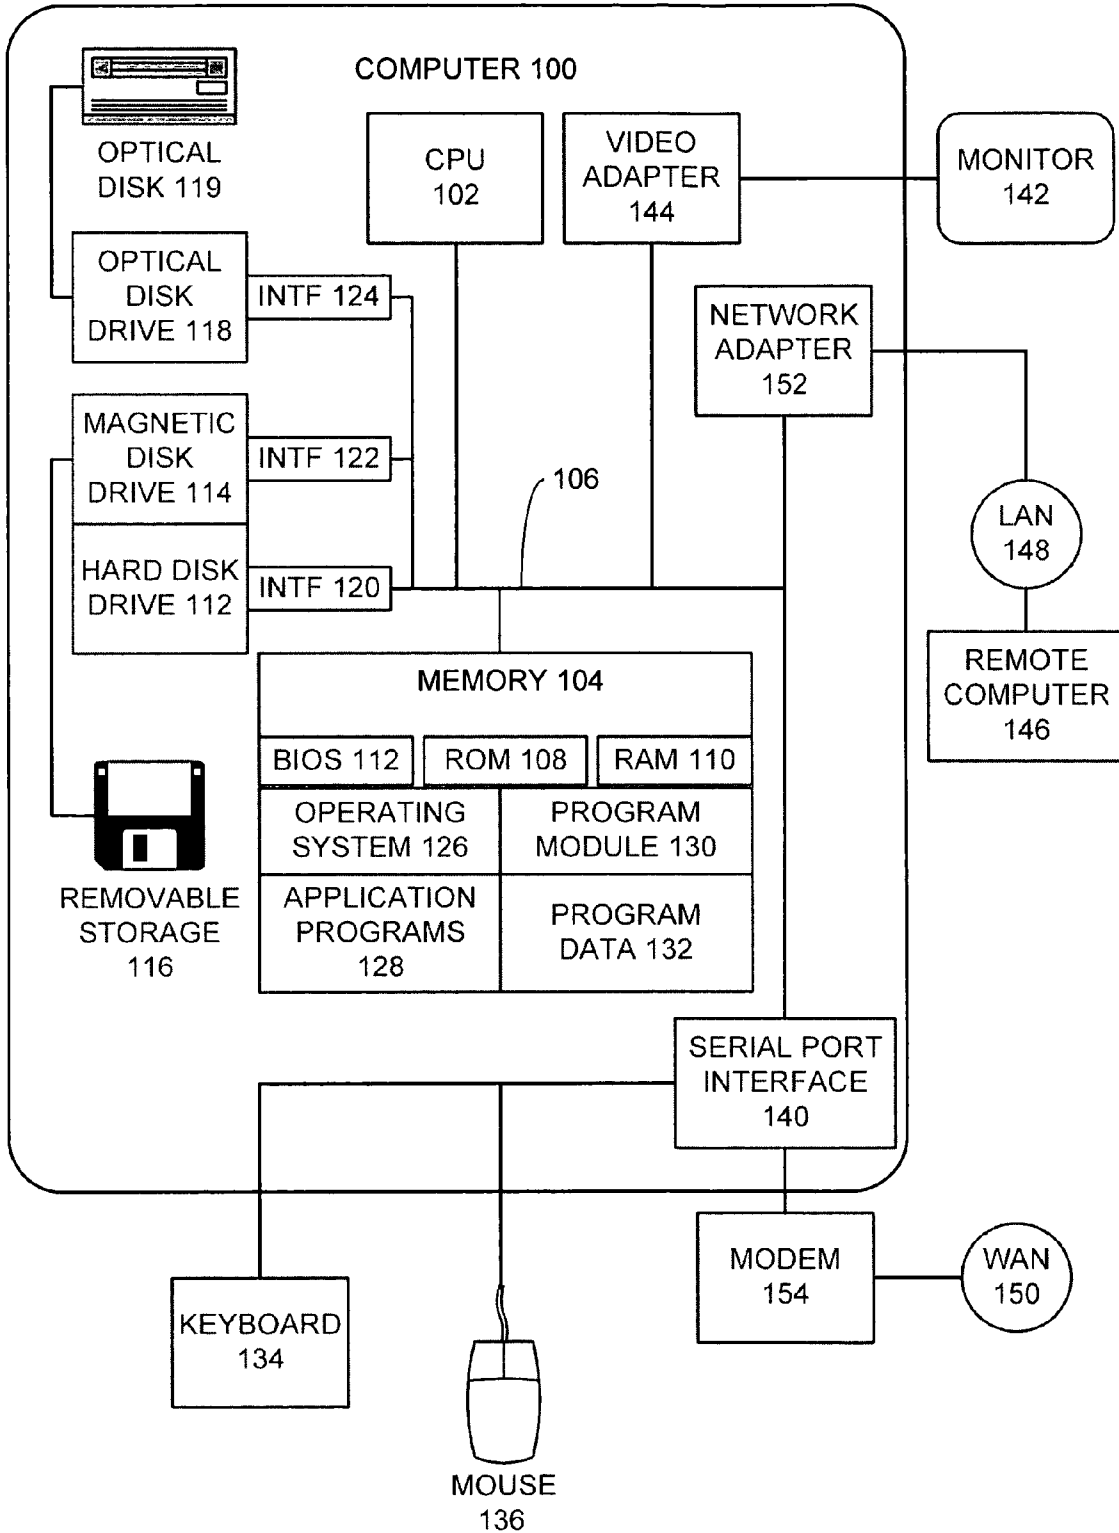 COMPUTER 100
OPTICAL
DISK 119
CPU
102
VIDEO
ADAPTER
144
MONITOR
142
OPTICAL
DISK
DRIVE 118
INTF 124
NETWORK
ADAPTER
152
MAGNETIC
DISK
DRIVE 114
INTF 122
106
LAN
148
HARD DISK
DRIVE 112
INTF 120
REMOTE
COMPUTER
146
MEMORY 104
BIOS 112
ROM 108
RAM 110
OPERATING
SYSTEM 126
PROGRAM
MODULE 130
APPLICATION
PROGRAMS
128
PROGRAM
DATA 132
REMOVABLE
STORAGE
116
SERIAL PORT
INTERFACE
140
MODEM
154
WAN
150
KEYBOARD
134
MOUSE
136